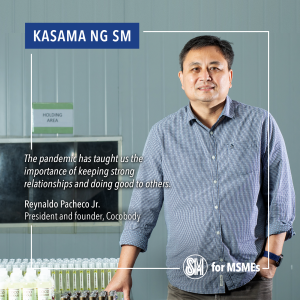 KASAMA NG SM
HOLDING
AREA
The pandemic has taught us the
importance of keeping strong
relationships and doing good to others.
Reynaldo Pacheco Jr.
President and founder, Cocobody
SM for MSMEs